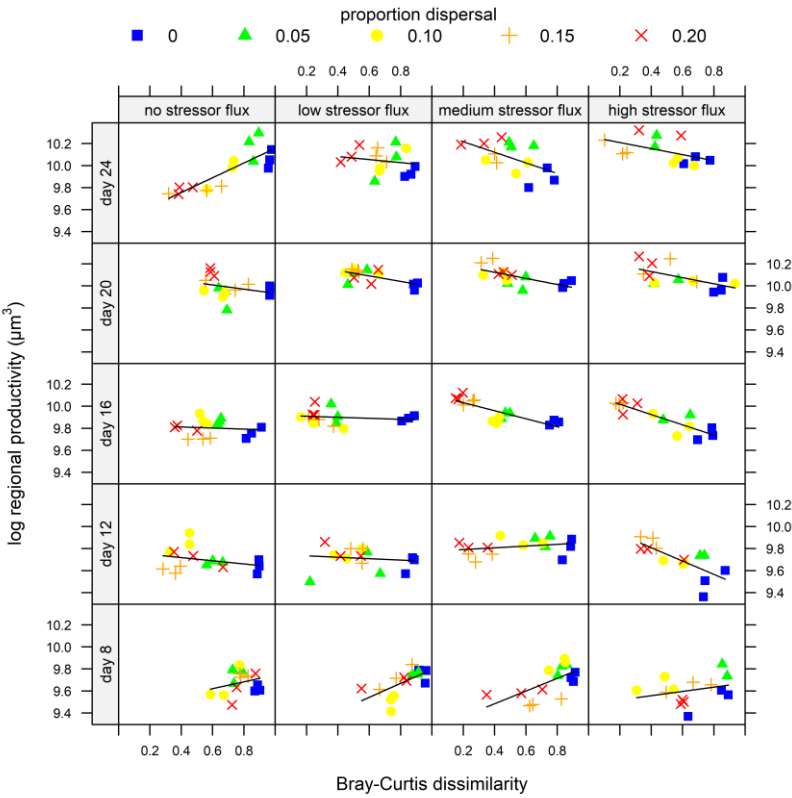 proportion dispersal
0 0.05 0.10 0.15 0.20
0.2 0.4 0.6 0.8 0.2 0.4 0.6 0.8
no stressor flux low stressor flux medium stressor flux high stressor flux
day 24
10.2
10.0
9.8
9.6
9.4
day 20
10.2
10.0
9.8
9.6
9.4
day 16
10.2
10.0
9.8
9.6
9.4
day 12
10.2
10.0
9.8
9.6
9.4
day 8
10.2
10.0
9.8
9.6
9.4
0.2 0.4 0.6 0.8 0.2 0.4 0.6 0.8
log regional productivity (μm³)
Bray-Curtis dissimilarity